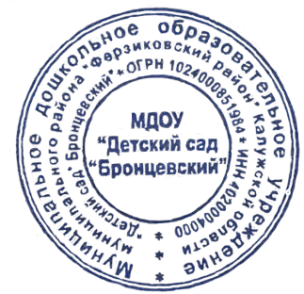 Муниципальное дошкольное образовательное учреждение
муниципального района "Ферзиковский район" Калужской области
"Детский сад "Бронцевский" * ОГРН 1024000851984 * ИНН 4020004000
МДОУ
"Детский сад
"Бронцевский"